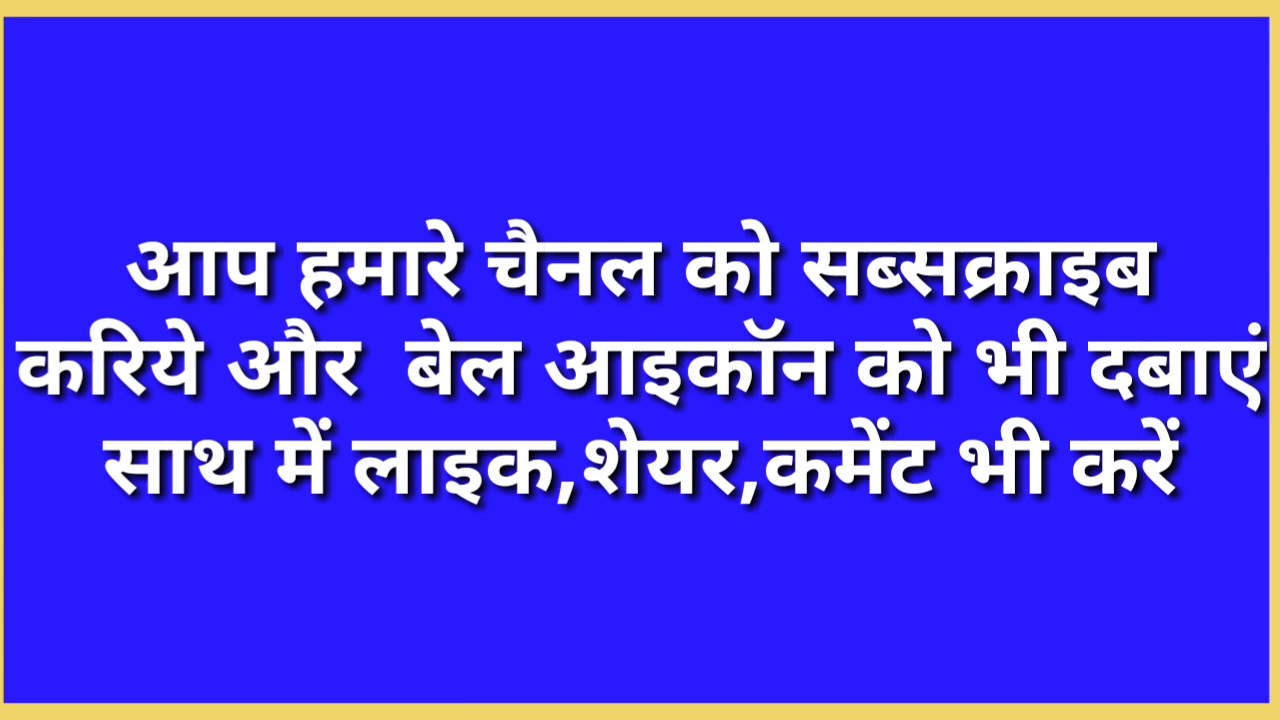 आप हमारे चैनल को सब्सक्राइब
करिये और बेल आइकॉन को भी दबाएं
साथ में लाइक,शेयर,कमेंट भी करें